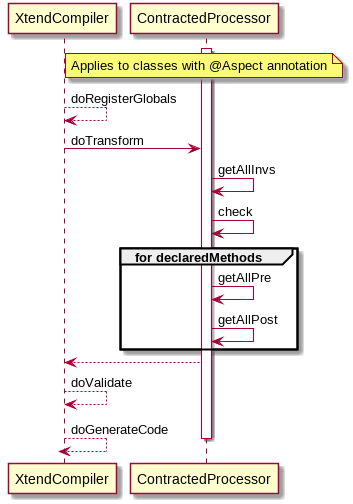 XtendCompiler
ContractedProcessor
Applies to classes with @Aspect annotation
doRegisterGlobals
doTransform
getAllInvs
check
for declaredMethods
getAllPre
getAllPost
doValidate
doGenerateCode
XtendCompiler
ContractedProcessor